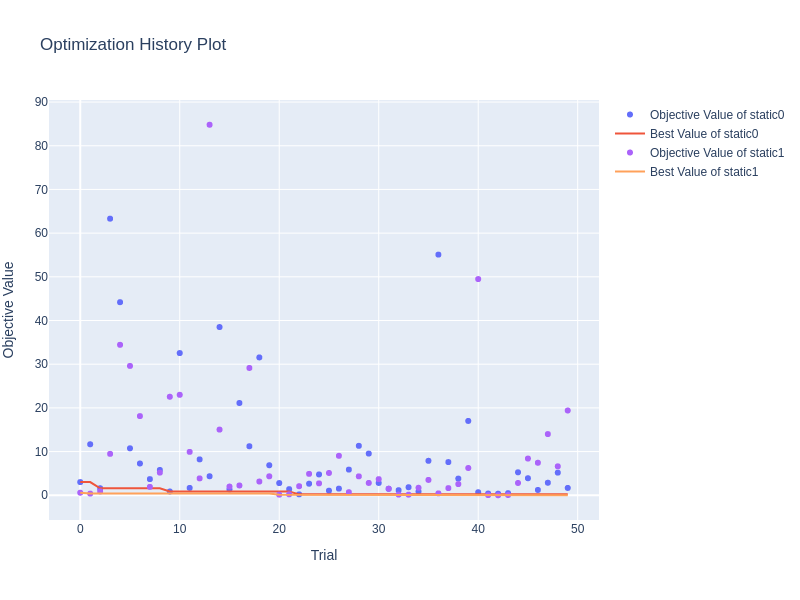 Optimization History Plot
Objective Value of static0
Best Value of static0
Objective Value of static1
Best Value of static1
90
80
70
60
50
40
30
20
10
0
Objective Value
0
10
20
30
40
50
Trial